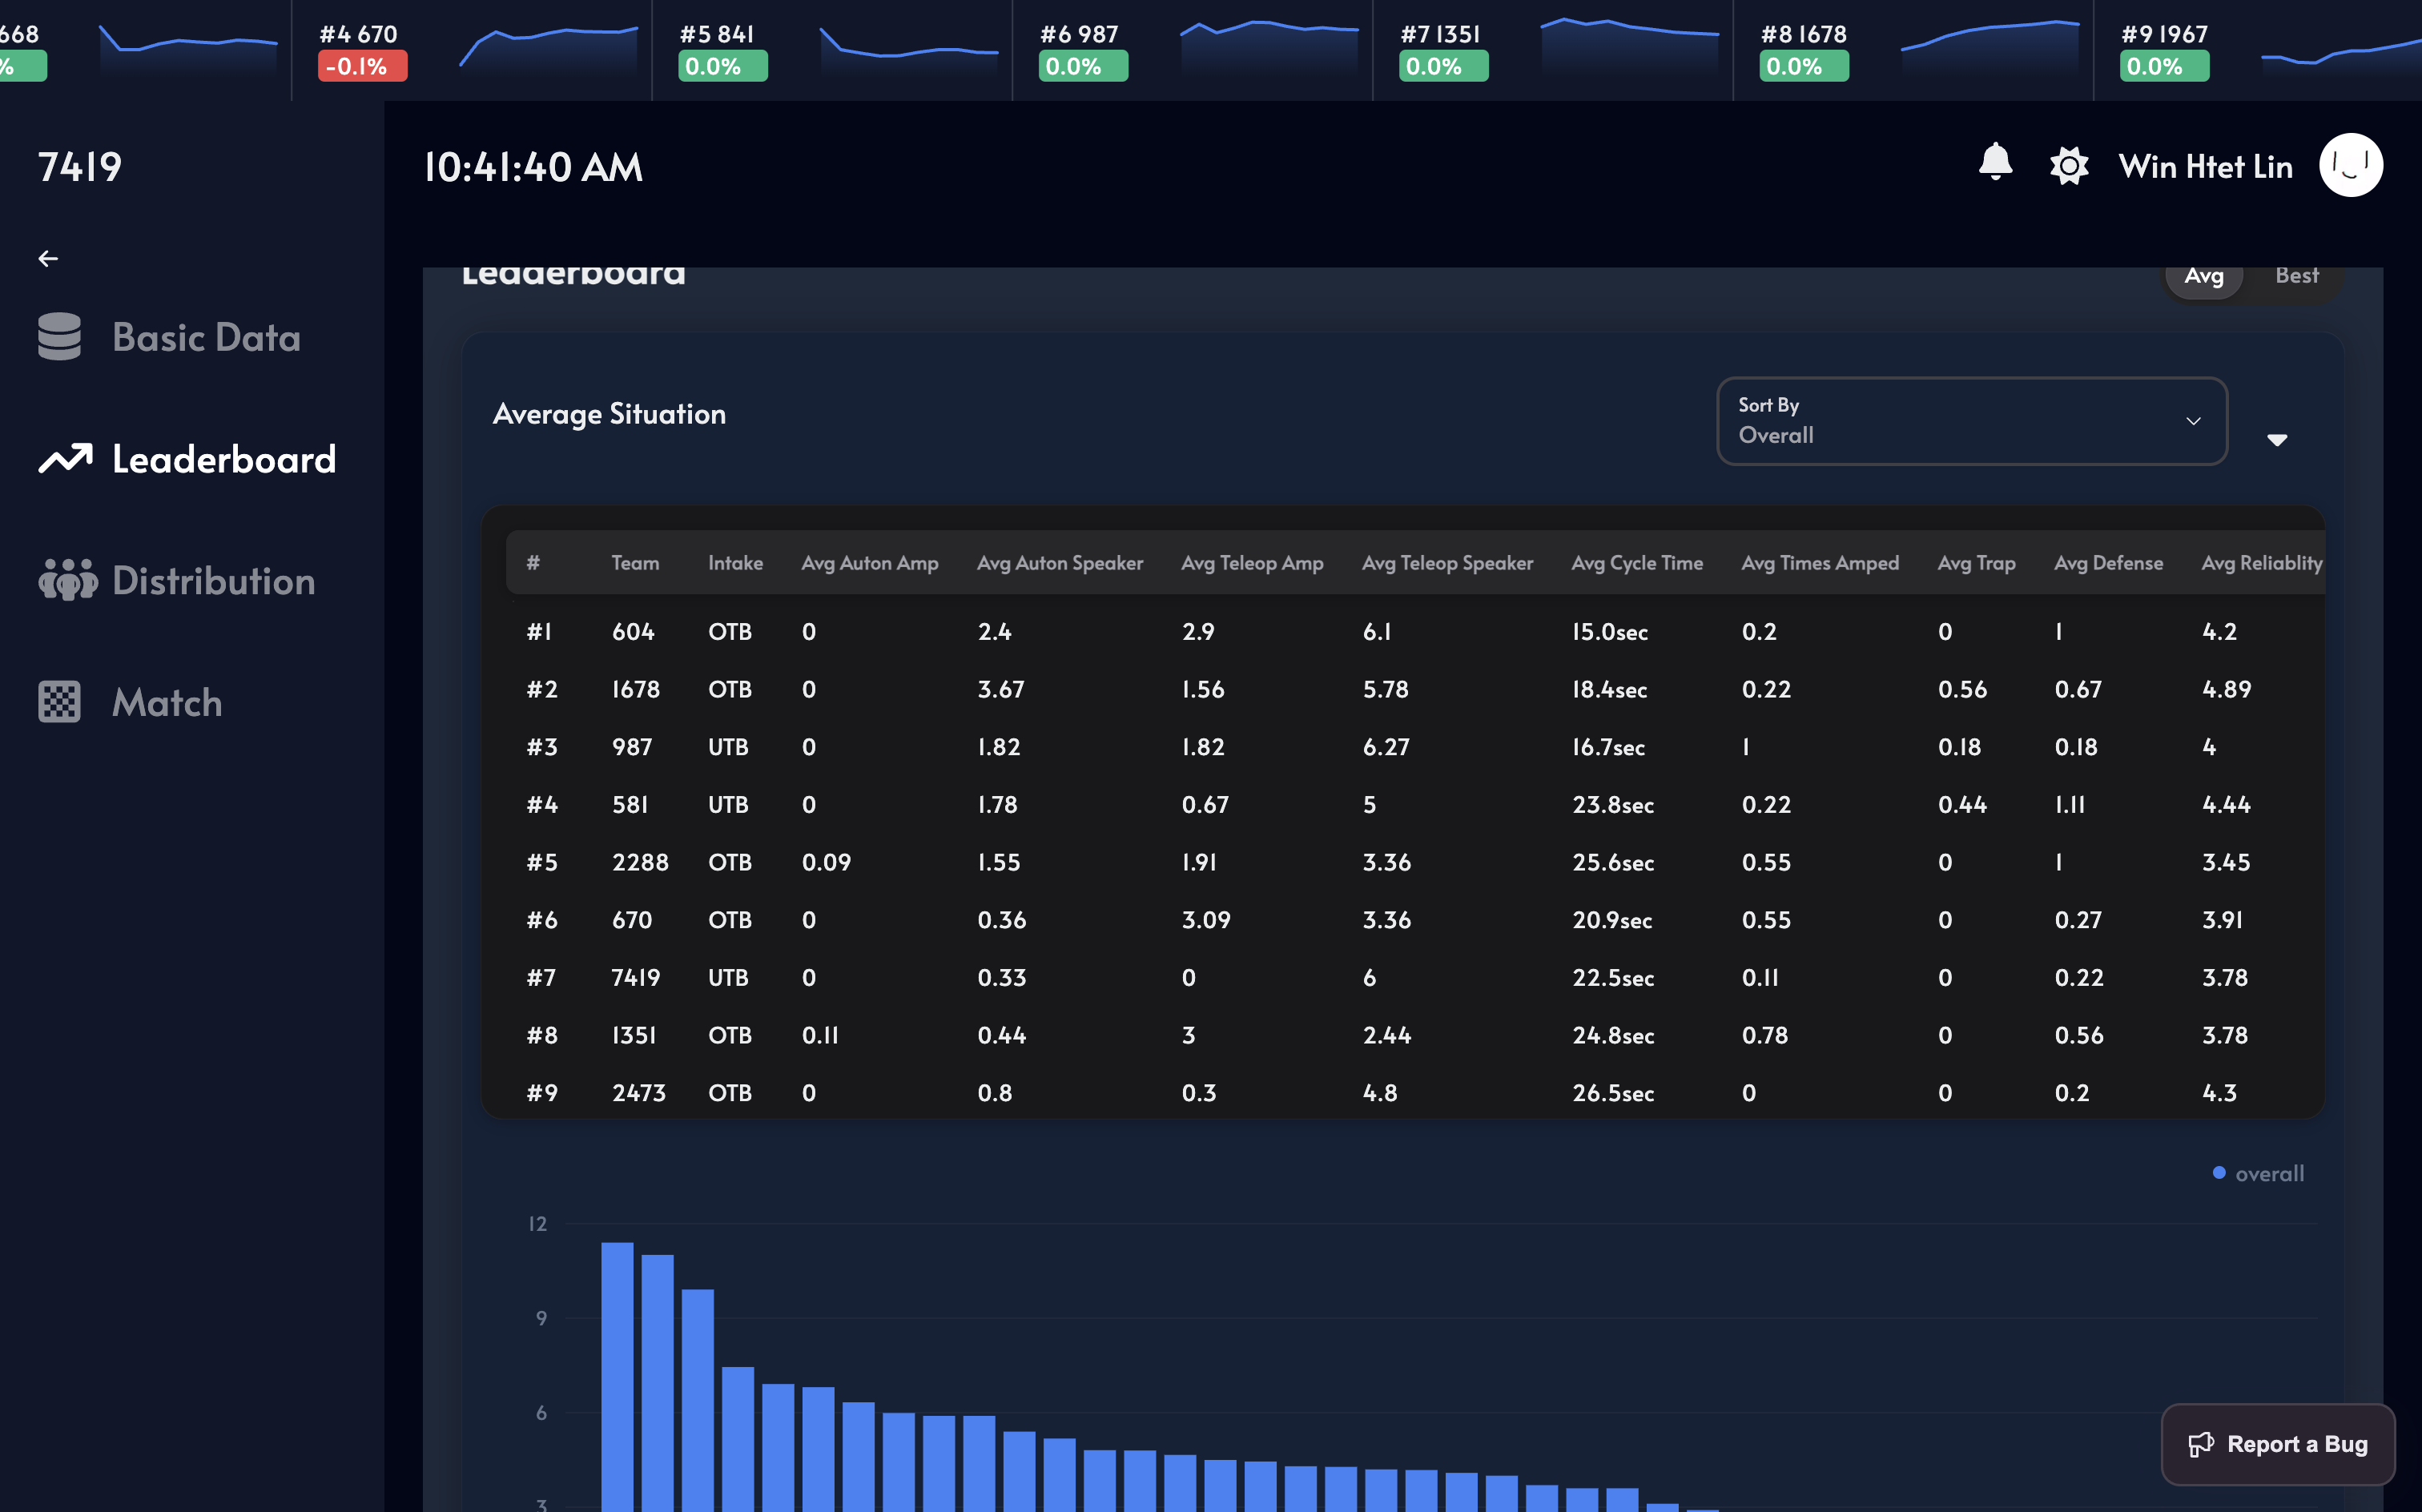 668
%
#4 670
-0.1%
#5 841
0.0%
#6 987
0.0%
#7 1351
0.0%
#8 1678
0.0%
#9 1967
0.0%
7419
10:41:40 AM
Win Htet Lin
Basic Data
Leaderboard
Distribution
Match
Leaderboard
Avg Best
Average Situation
Sort By
Overall
# Team Intake Avg Auton Amp Avg Auton Speaker Avg Teleop Amp Avg Teleop Speaker Avg Cycle Time Avg Times Amped Avg Trap Avg Defense Avg Reliablity
#1 604 OTB 0 2.4 2.9 6.1 15.0sec 0.2 0 1 4.2
#2 1678 OTB 0 3.67 1.56 5.78 18.4sec 0.22 0.56 0.67 4.89
#3 987 UTB 0 1.82 1.82 6.27 16.7sec 1 0.18 0.18 4
#4 581 UTB 0 1.78 0.67 5 23.8sec 0.22 0.44 1.11 4.44
#5 2288 OTB 0.09 1.55 1.91 3.36 25.6sec 0.55 0 1 3.45
#6 670 OTB 0 0.36 3.09 3.36 20.9sec 0.55 0 0.27 3.91
#7 7419 UTB 0 0.33 0 6 22.5sec 0.11 0 0.22 3.78
#8 1351 OTB 0.11 0.44 3 2.44 24.8sec 0.78 0 0.56 3.78
#9 2473 OTB 0 0.8 0.3 4.8 26.5sec 0 0 0.2 4.3
overall
12
9
6
3
Report a Bug